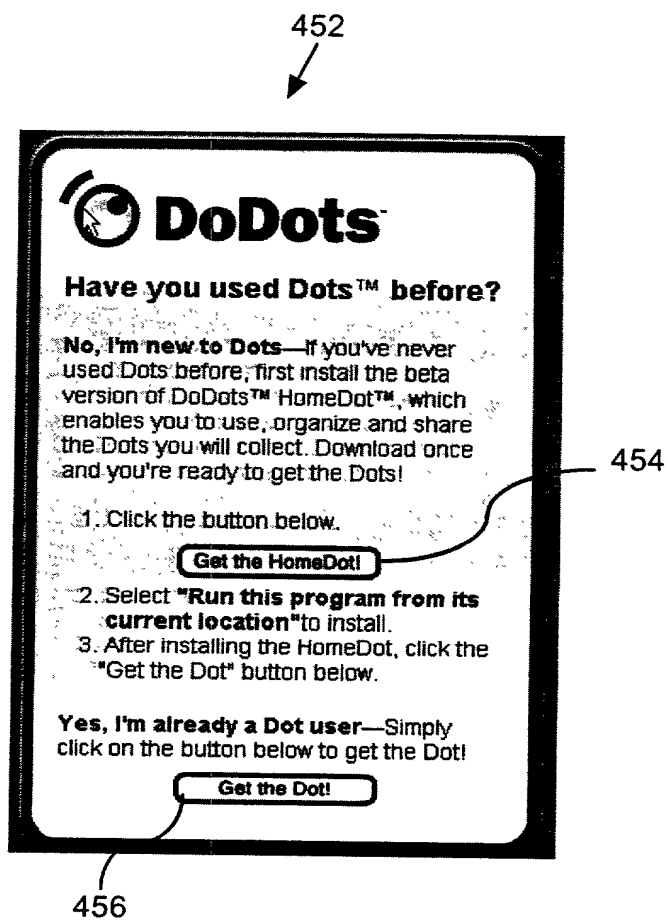 452
DoDots™
Have you used Dots™ before?
No, I'm new to Dots—If you've never
used Dots before, first install the beta
version of DoDots™ HomeDot™, which
enables you to use, organize and share
the Dots you will collect. Download once
and you're ready to get the Dots!
454
1. Click the button below.
Get the HomeDot!
2. Select "Run this program from its
current location"to install.
3. After installing the HomeDot, click the
"Get the Dot" button below.
Yes, I'm already a Dot user—Simply
click on the button below to get the Dot!
Get the Dot!
456